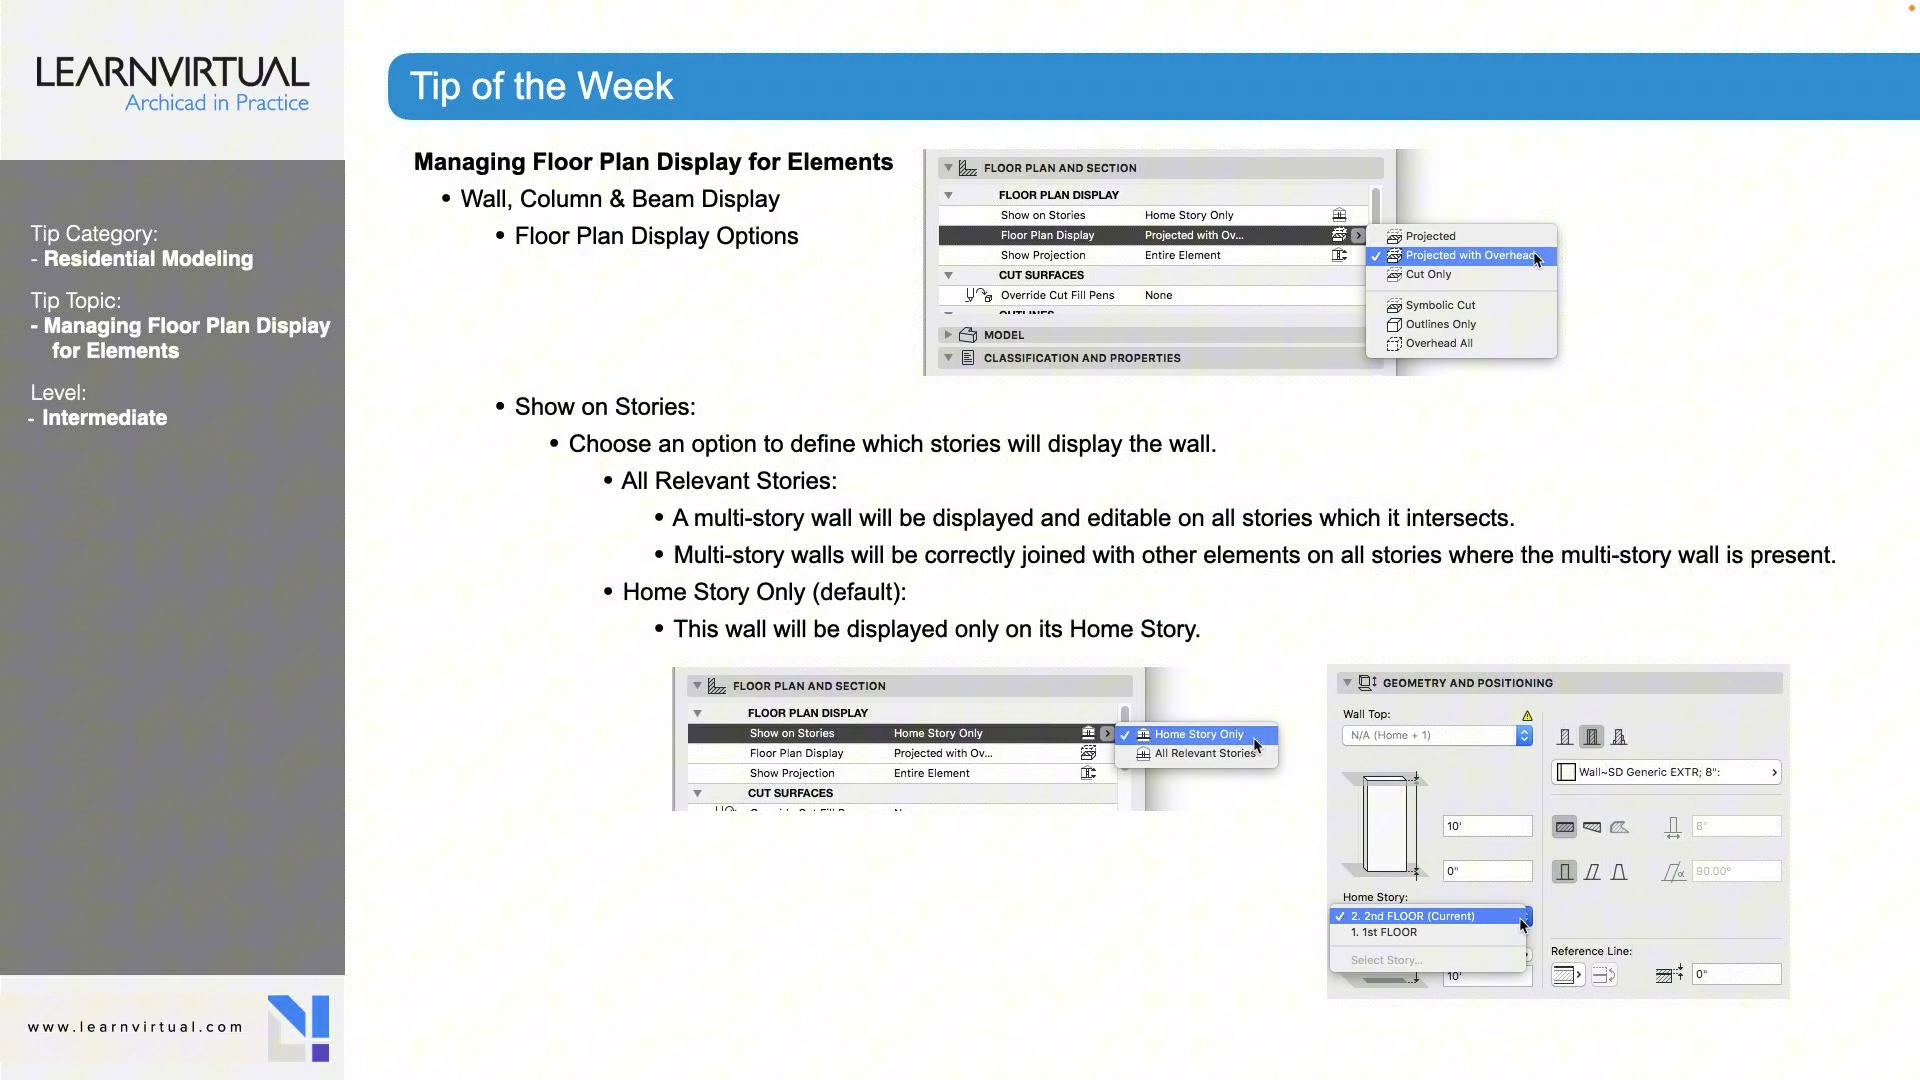 LEARNVIRTUAL
Archicad in Practice
Tip Category:
- Residential Modeling
Tip Topic:
- Managing Floor Plan Display
for Elements
Level:
- Intermediate
www.learnvirtual.com
Tip of the Week
Managing Floor Plan Display for Elements
• Wall, Column & Beam Display
• Floor Plan Display Options
FLOOR PLAN AND SECTION
FLOOR PLAN DISPLAY
Show on Stories Home Story Only
Floor Plan Display Projected with Ov...
Show Projection Entire Element
CUT SURFACES
Override Cut Fill Pens None
OUTLINES
MODEL
CLASSIFICATION AND PROPERTIES
Projected
Projected with Overhead
Cut Only
Symbolic Cut
Outlines Only
Overhead All
• Show on Stories:
• Choose an option to define which stories will display the wall.
• All Relevant Stories:
• A multi-story wall will be displayed and editable on all stories which it intersects.
• Multi-story walls will be correctly joined with other elements on all stories where the multi-story wall is present.
• Home Story Only (default):
• This wall will be displayed only on its Home Story.
FLOOR PLAN AND SECTION
FLOOR PLAN DISPLAY
Show on Stories Home Story Only
Floor Plan Display Projected with Ov...
Show Projection Entire Element
CUT SURFACES
Home Story Only
All Relevant Stories
GEOMETRY AND POSITIONING
Wall Top:
N/A (Home + 1)
Wall~SD Generic EXTR; 8":
10'
8"
0"
90.00°
Home Story:
2. 2nd FLOOR (Current)
1. 1st FLOOR
Select Story...
10'
Reference Line:
0"